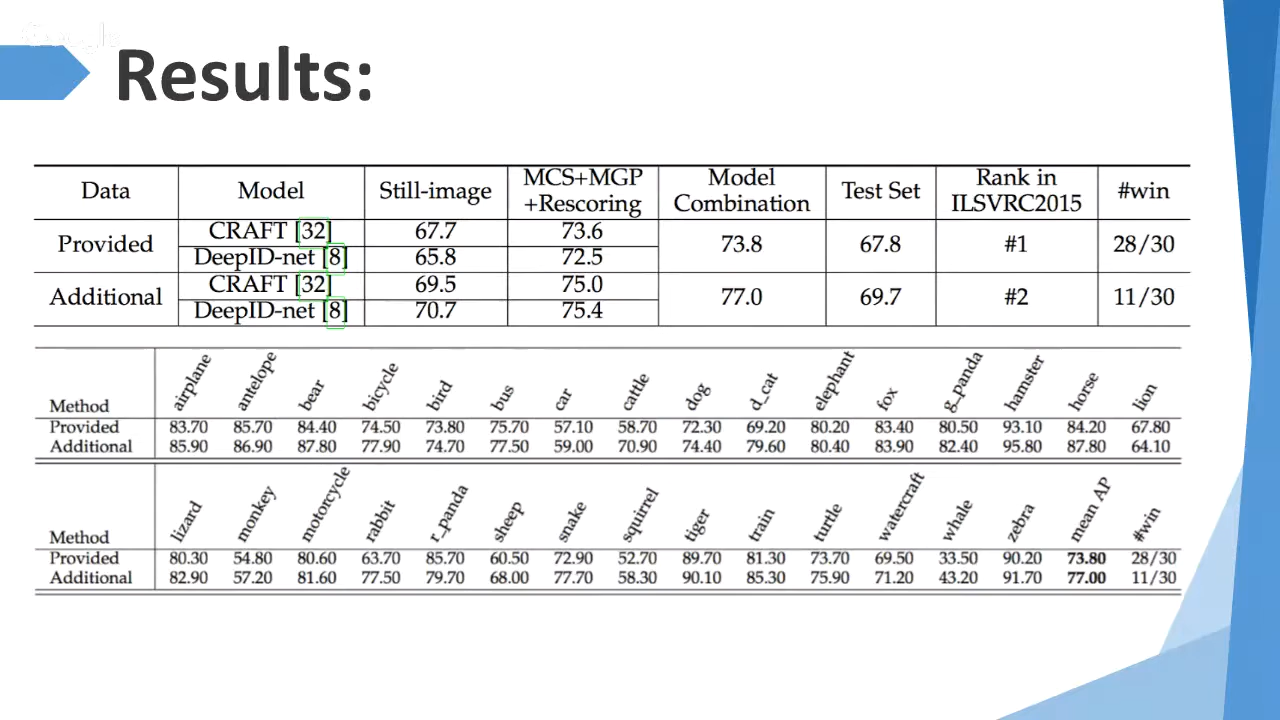 Google
Results:
Data Model Still-image MCS+MGP +Rescoring Model Combination Test Set Rank in ILSVRC2015 #win
Provided CRAFT [32] 67.7 73.6 73.8 67.8 #1 28/30
DeepID-net [8] 65.8 72.5
Additional CRAFT [32] 69.5 75.0 77.0 69.7 #2 11/30
DeepID-net [8] 70.7 75.4
Method airplane antelope bear bicycle bird bus car cattle dog d_cat elephant fox g_panda hamster horse lion
Provided 83.70 85.70 84.40 74.50 73.80 75.70 57.10 58.70 72.30 69.20 80.20 83.40 80.50 93.10 84.20 67.80
Additional 85.90 86.90 87.80 77.90 74.70 77.50 59.00 70.90 74.40 79.60 80.40 83.90 82.40 95.80 87.80 64.10
Method lizard monkey motorcycle rabbit r_panda sheep snake squirrel tiger train turtle watercraft whale zebra mean AP #win
Provided 80.30 54.80 80.60 63.70 85.70 60.50 72.90 52.70 89.70 81.30 73.70 69.50 33.50 90.20 73.80 28/30
Additional 82.90 57.20 81.60 77.50 79.70 68.00 77.70 58.30 90.10 85.30 75.90 71.20 43.20 91.70 77.00 11/30